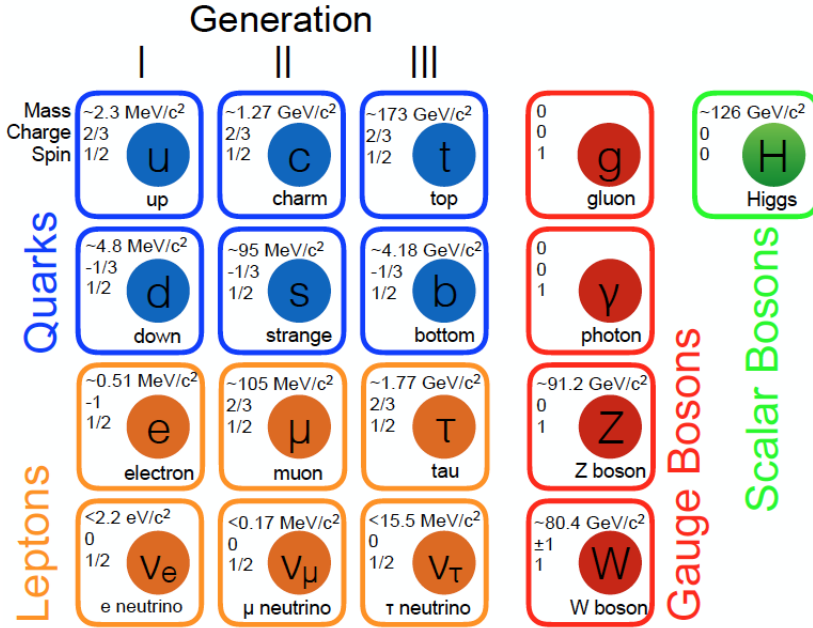 Generation
I II III
Mass
Charge
Spin
~2.3 MeV/c²
2/3
1/2
u
up
~1.27 GeV/c²
2/3
1/2
c
charm
~173 GeV/c²
2/3
1/2
t
top
0
0
1
g
gluon
~126 GeV/c²
0
0
H
Higgs
Quarks
~4.8 MeV/c²
-1/3
1/2
d
down
~95 MeV/c²
-1/3
1/2
s
strange
~4.18 GeV/c²
-1/3
1/2
b
bottom
0
0
1
γ
photon
Scalar Bosons
~0.51 MeV/c²
-1
1/2
e
electron
~105 MeV/c²
2/3
1/2
μ
muon
~1.77 GeV/c²
2/3
1/2
τ
tau
~91.2 GeV/c²
0
1
Z
Z boson
Gauge Bosons
Leptons
<2.2 eV/c²
0
1/2
νe
e neutrino
<0.17 MeV/c²
0
1/2
νμ
μ neutrino
<15.5 MeV/c²
0
1/2
ντ
τ neutrino
~80.4 GeV/c²
±1
1
W
W boson